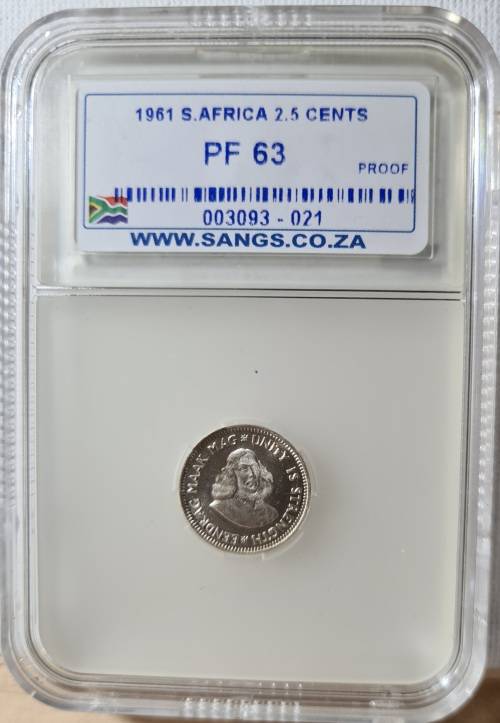 1961 S.AFRICA 2.5 CENTS
PF 63
PROOF
003093 - 021
WWW.SANGS.CO.ZA
EENDRAG MAAK MAG * UNITY IS STRENGTH *